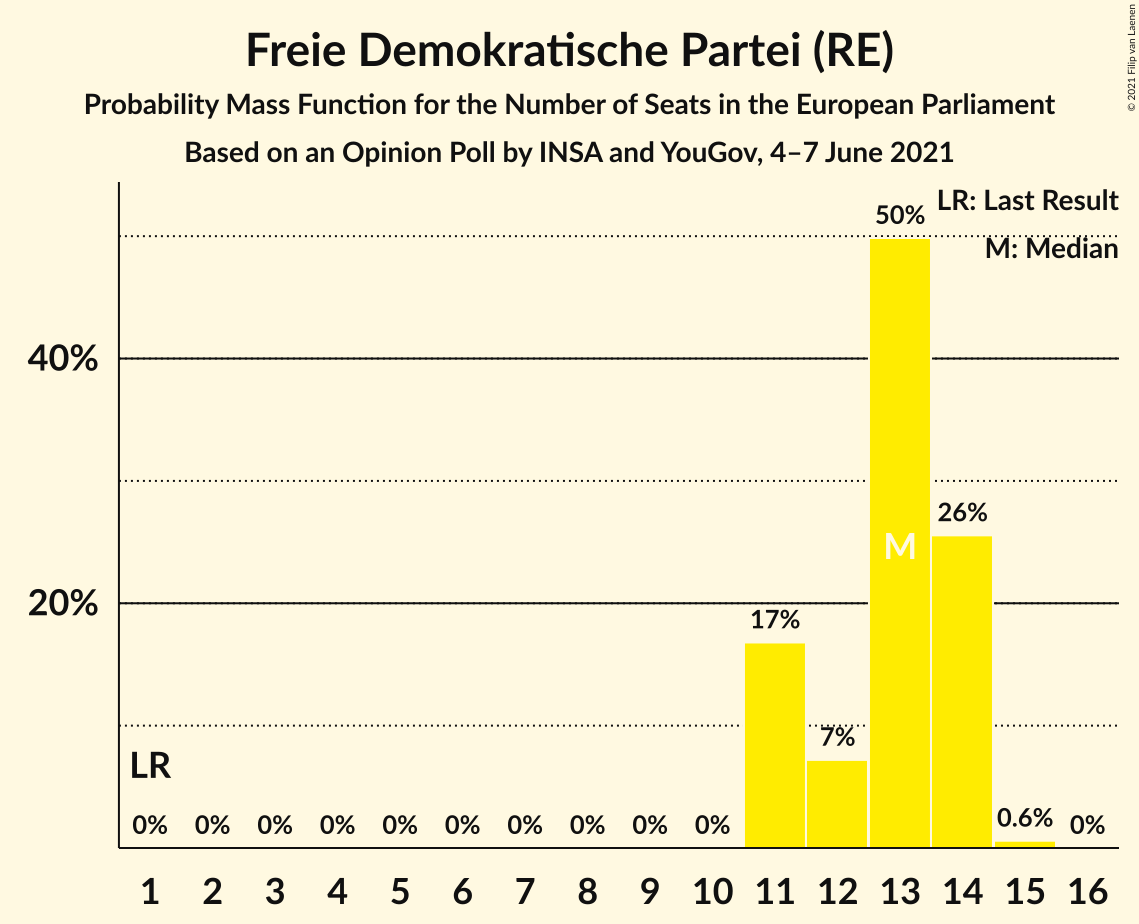 Freie Demokratische Partei (RE)
Probability Mass Function for the Number of Seats in the European Parliament
Based on an Opinion Poll by INSA and YouGov, 4–7 June 2021
© 2021 Filip van Laenen
LR: Last Result
M: Median
50%
40%
26%
M
20%
17%
7%
LR
0% 0% 0% 0% 0% 0% 0% 0% 0% 0% 0.6% 0%
1 2 3 4 5 6 7 8 9 10 11 12 13 14 15 16